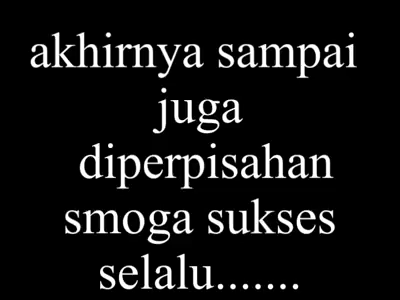 akhirnya sampai
juga
diperpisahan
smoga sukses
selalu.......